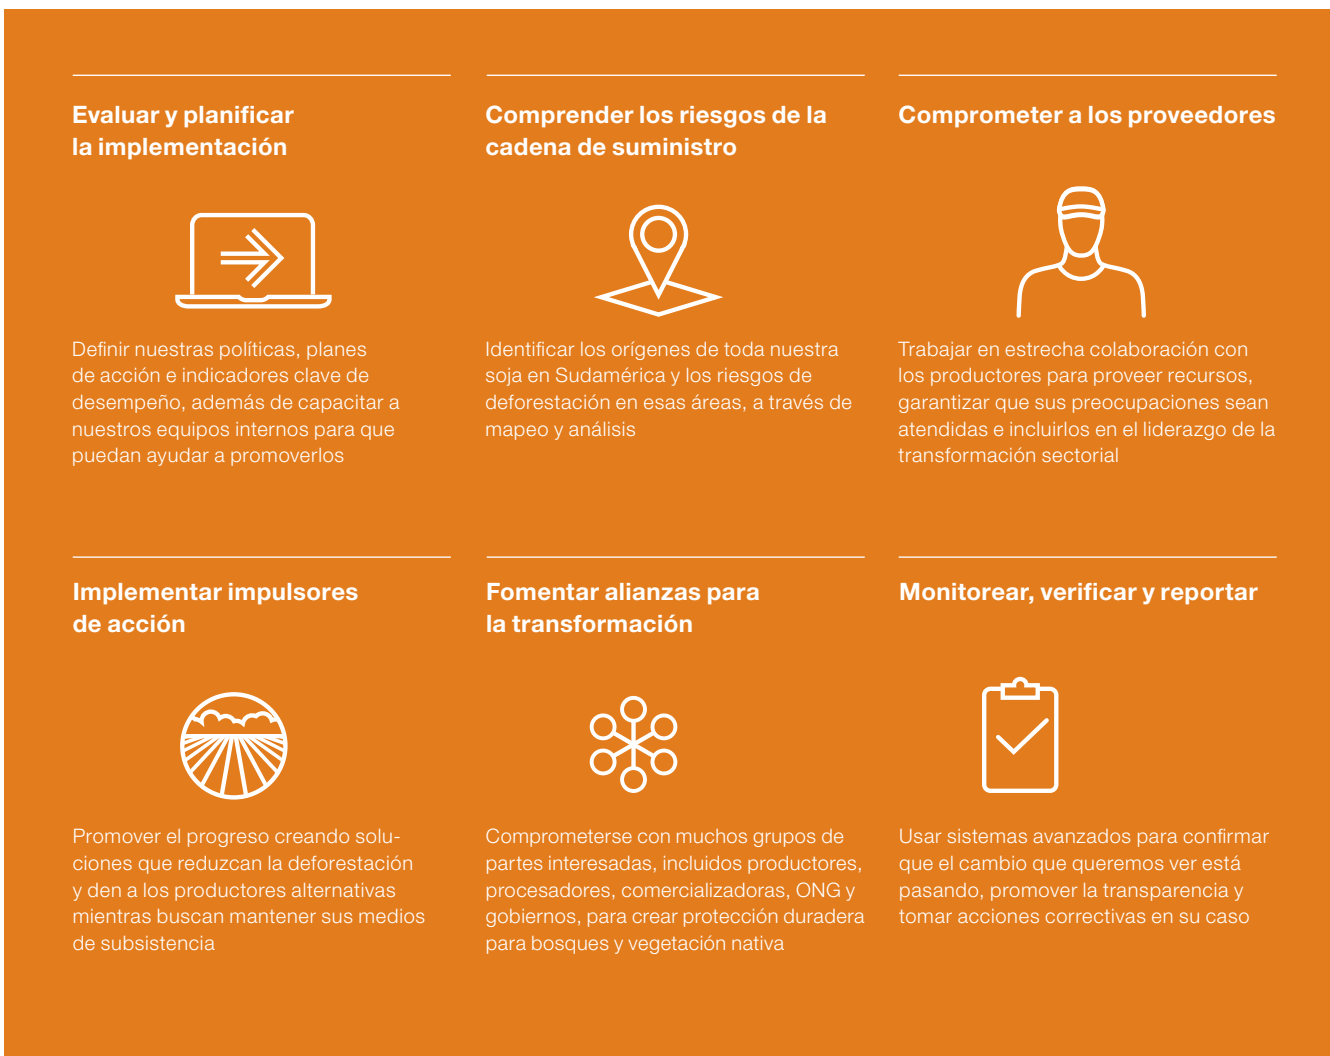 Evaluar y planificar
la implementación
Definir nuestras políticas, planes
de acción e indicadores clave de
desempeño, además de capacitar a
nuestros equipos internos para que
puedan ayudar a promoverlos
Comprender los riesgos de la
cadena de suministro
Identificar los orígenes de toda nuestra
soja en Sudamérica y los riesgos de
deforestación en esas áreas, a través de
mapeo y análisis
Comprometer a los proveedores
Trabajar en estrecha colaboración con
los productores para proveer recursos,
garantizar que sus preocupaciones sean
atendidas e incluirlos en el liderazgo de la
transformación sectorial
Implementar impulsores
de acción
Promover el progreso creando solu-
ciones que reduzcan la deforestación
y den a los productores alternativas
mientras buscan mantener sus medios
de subsistencia
Fomentar alianzas para
la transformación
Comprometerse con muchos grupos de
partes interesadas, incluidos productores,
procesadores, comercializadoras, ONG y
gobiernos, para crear protección duradera
para bosques y vegetación nativa
Monitorear, verificar y reportar
Usar sistemas avanzados para confirmar
que el cambio que queremos ver está
pasando, promover la transparencia y
tomar acciones correctivas en su caso